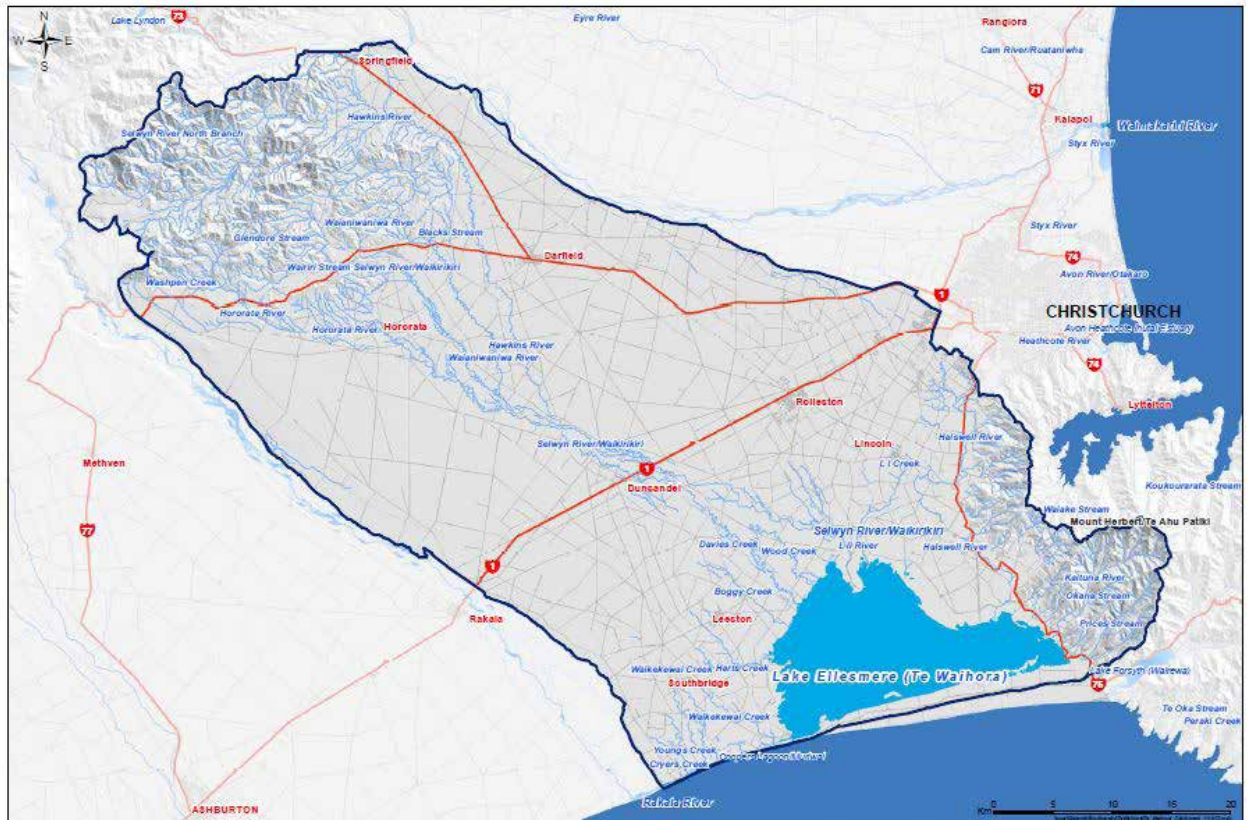 Lake Lyndon
73
N
W E
S
Eyre River
Rangiora
Cam River/Ruataniwha
Springfield
71
Hawkins River
Selwyn River North Branch
Kaiapoi
Waimakariri River
Styx River
Waianiwaniwa River
Blacks Stream
Glendore Stream
Styx River
Darfield
74
Avon River/Otakaro
Wairiri Stream
Selwyn River/Waikirikiri
Washpen Creek
1
CHRISTCHURCH
Hororata River
Hororata River
Hororata
Heathcote River
Hawkins River
Waianiwaniwa River
74
Rolleston
Lyttelton
Selwyn River/Waikirikiri
Lincoln
Halswell River
Methven
L I Creek
1
Dunsandel
Koukourarata Stream
77
Waiake Stream
Mount Herbert/Te Ahu Patiki
Selwyn River/Waikirikiri
Davies Creek
Wood Creek
L-II River
Halswell River
1
Kaituna River
Okana Stream
Rakaia
Boggy Creek
Leeston
Prices Stream
Waikekewai Creek
Harts Creek
Southbridge
Lake Ellesmere (Te Waihora)
Lake Forsyth (Wairewa)
75
Waikekewai Creek
Te Oka Stream
Peraki Creek
Youngs Creek
Cryers Creek
Coopers Lagoon/Muriwai
Rakaia River
ASHBURTON
Km
0 5 10 15 20